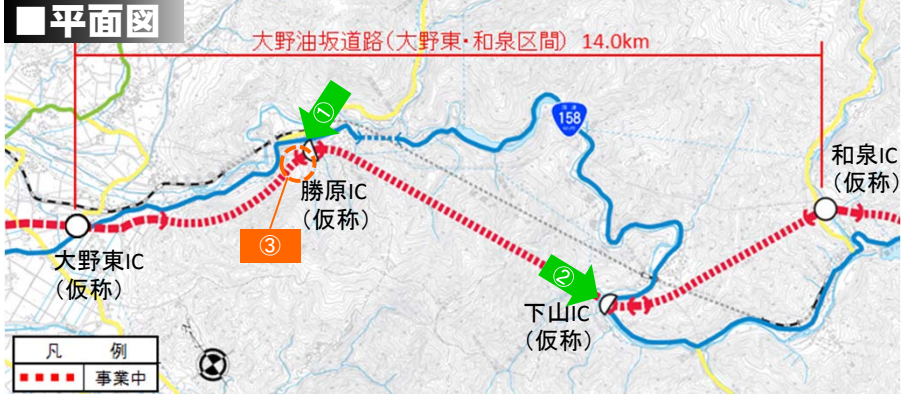 ■平面図
大野油坂道路（大野東・和泉区間） 14.0km
①
158
和泉IC
（仮称）
勝原IC
（仮称）
③
大野東IC
（仮称）
②
下山IC
（仮称）
凡 例
事業中